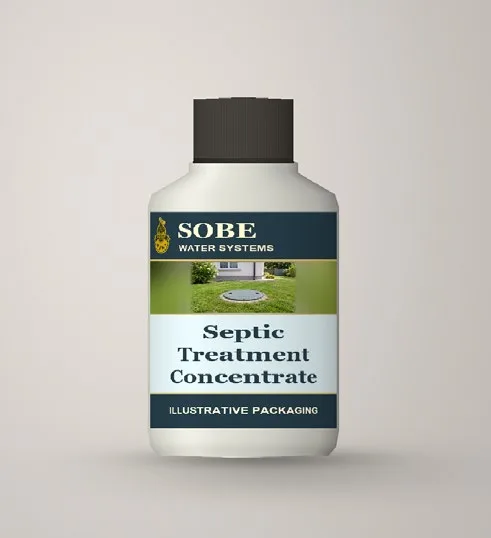 SOBE
WATER SYSTEMS
Septic
Treatment
Concentrate
ILLUSTRATIVE PACKAGING